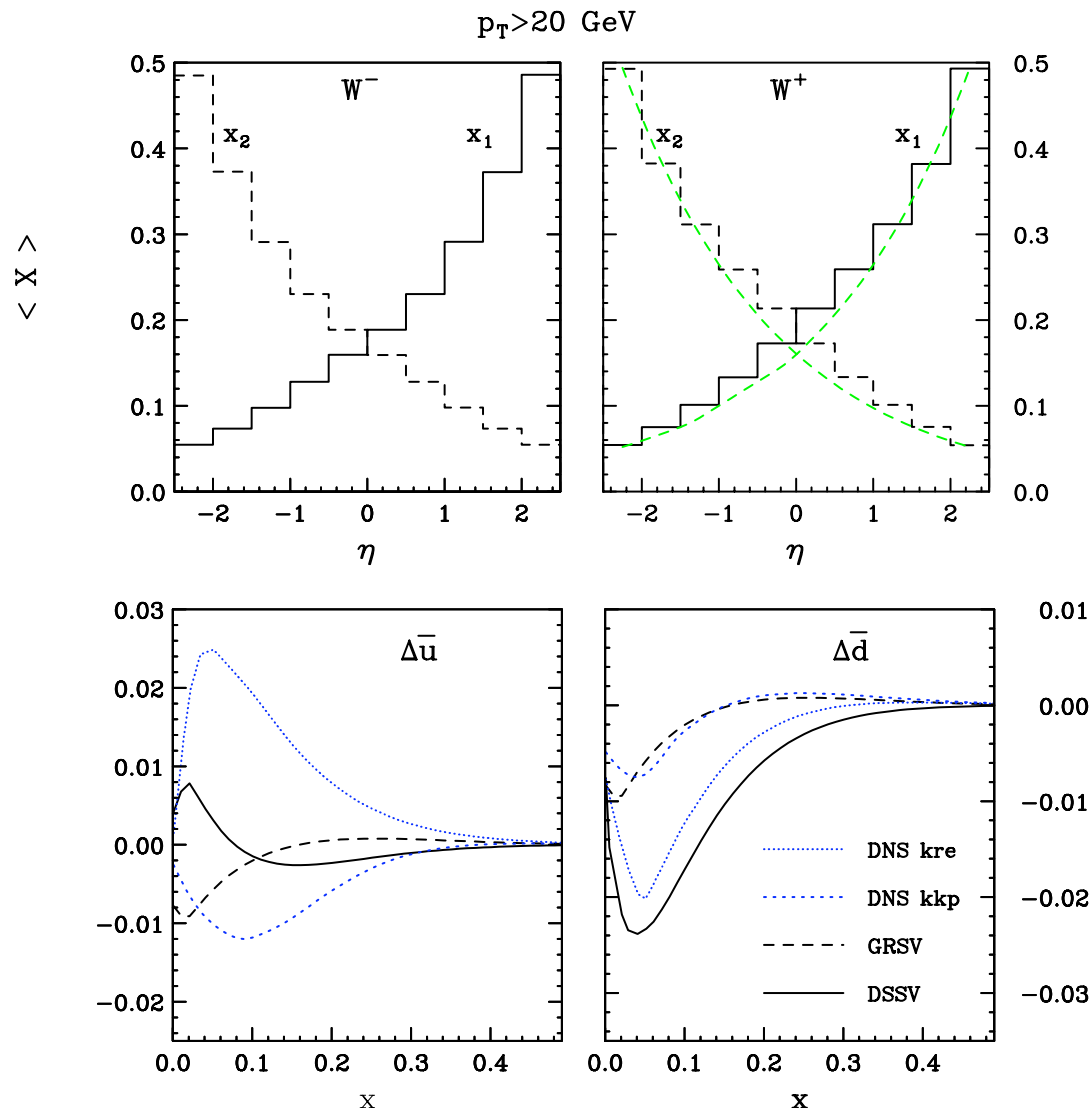 p_T>20 GeV
W⁻ W⁺
x₂ x₁ x₂ x₁
< X >
0.5 0.5
0.4 0.4
0.3 0.3
0.2 0.2
0.1 0.1
0.0 0.0
−2 −1 0 1 2 −2 −1 0 1 2
η η
Δū Δd̄
0.03 0.01
0.02 0.00
0.01 −0.01
0.00 −0.02
−0.01 −0.03
−0.02
DNS kre
DNS kkp
GRSV
DSSV
0.0 0.1 0.2 0.3 0.4 0.0 0.1 0.2 0.3 0.4
x x